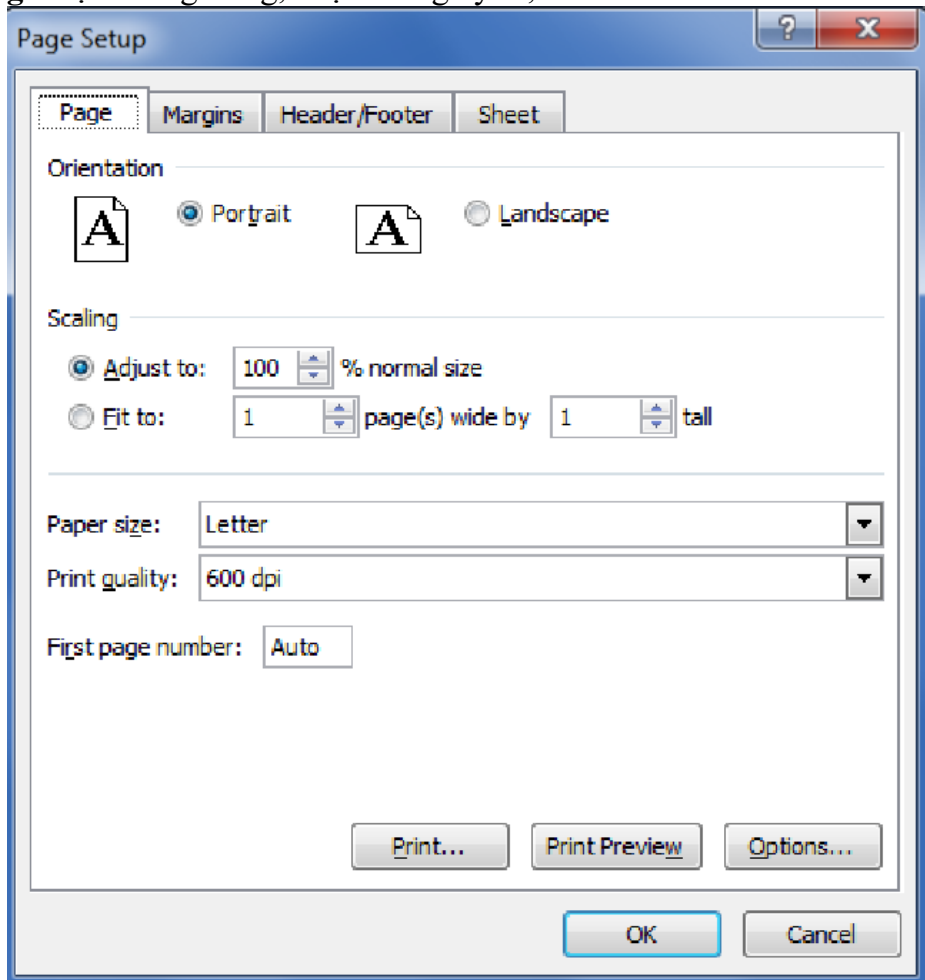 Page Setup
Page Margins Header/Footer Sheet
Orientation
A Portrait A Landscape
Scaling
Adjust to: 100 % normal size
Fit to: 1 page(s) wide by 1 tall
Paper size: Letter
Print quality: 600 dpi
First page number: Auto
Print... Print Preview Options...
OK Cancel